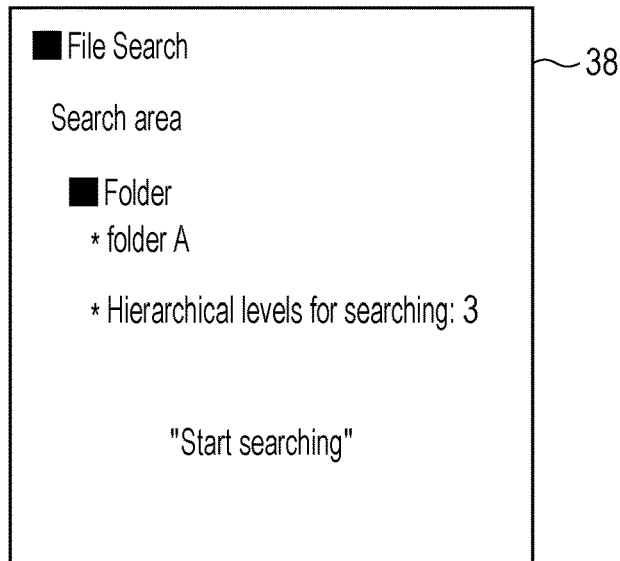 ■ File Search
38
Search area
■ Folder
* folder A
* Hierarchical levels for searching: 3
"Start searching"